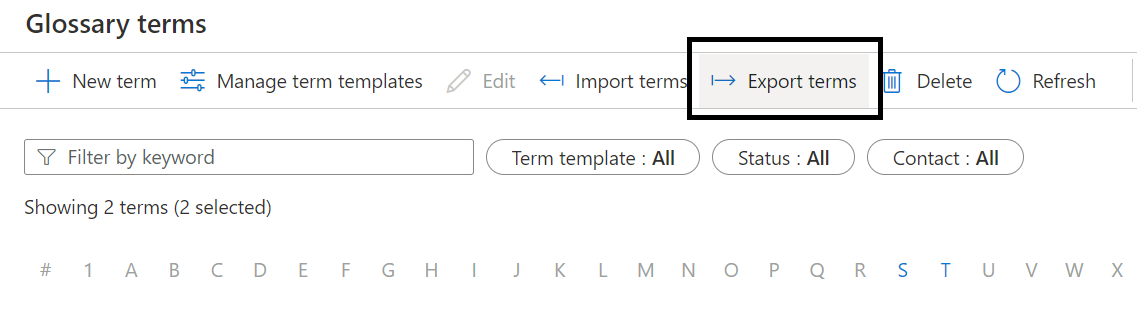 Glossary terms
New term Manage term templates Edit Import terms Export terms Delete Refresh
Filter by keyword Term template : All Status : All Contact : All
Showing 2 terms (2 selected)
# 1 A B C D E F G H I J K L M N O P Q R S T U V W X